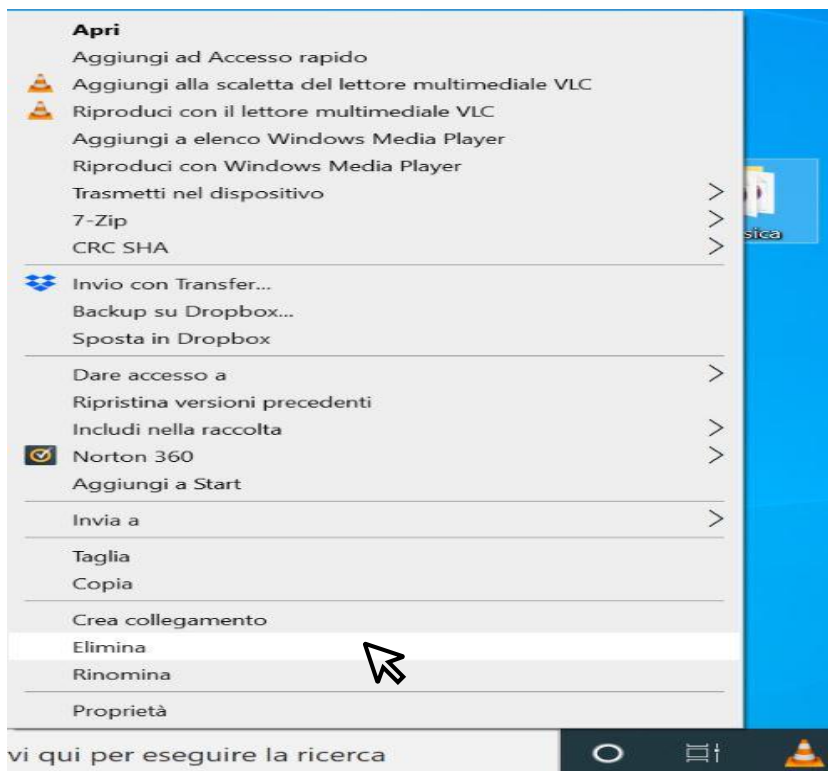 Apri
Aggiungi ad Accesso rapido
Aggiungi alla scaletta del lettore multimediale VLC
Riproduci con il lettore multimediale VLC
Aggiungi a elenco Windows Media Player
Riproduci con Windows Media Player
Trasmetti nel dispositivo
7-Zip
CRC SHA
Invio con Transfer...
Backup su Dropbox...
Sposta in Dropbox
Dare accesso a
Ripristina versioni precedenti
Includi nella raccolta
Norton 360
Aggiungi a Start
Invia a
Taglia
Copia
Crea collegamento
Elimina
Rinomina
Proprietà
sica
vi qui per eseguire la ricerca